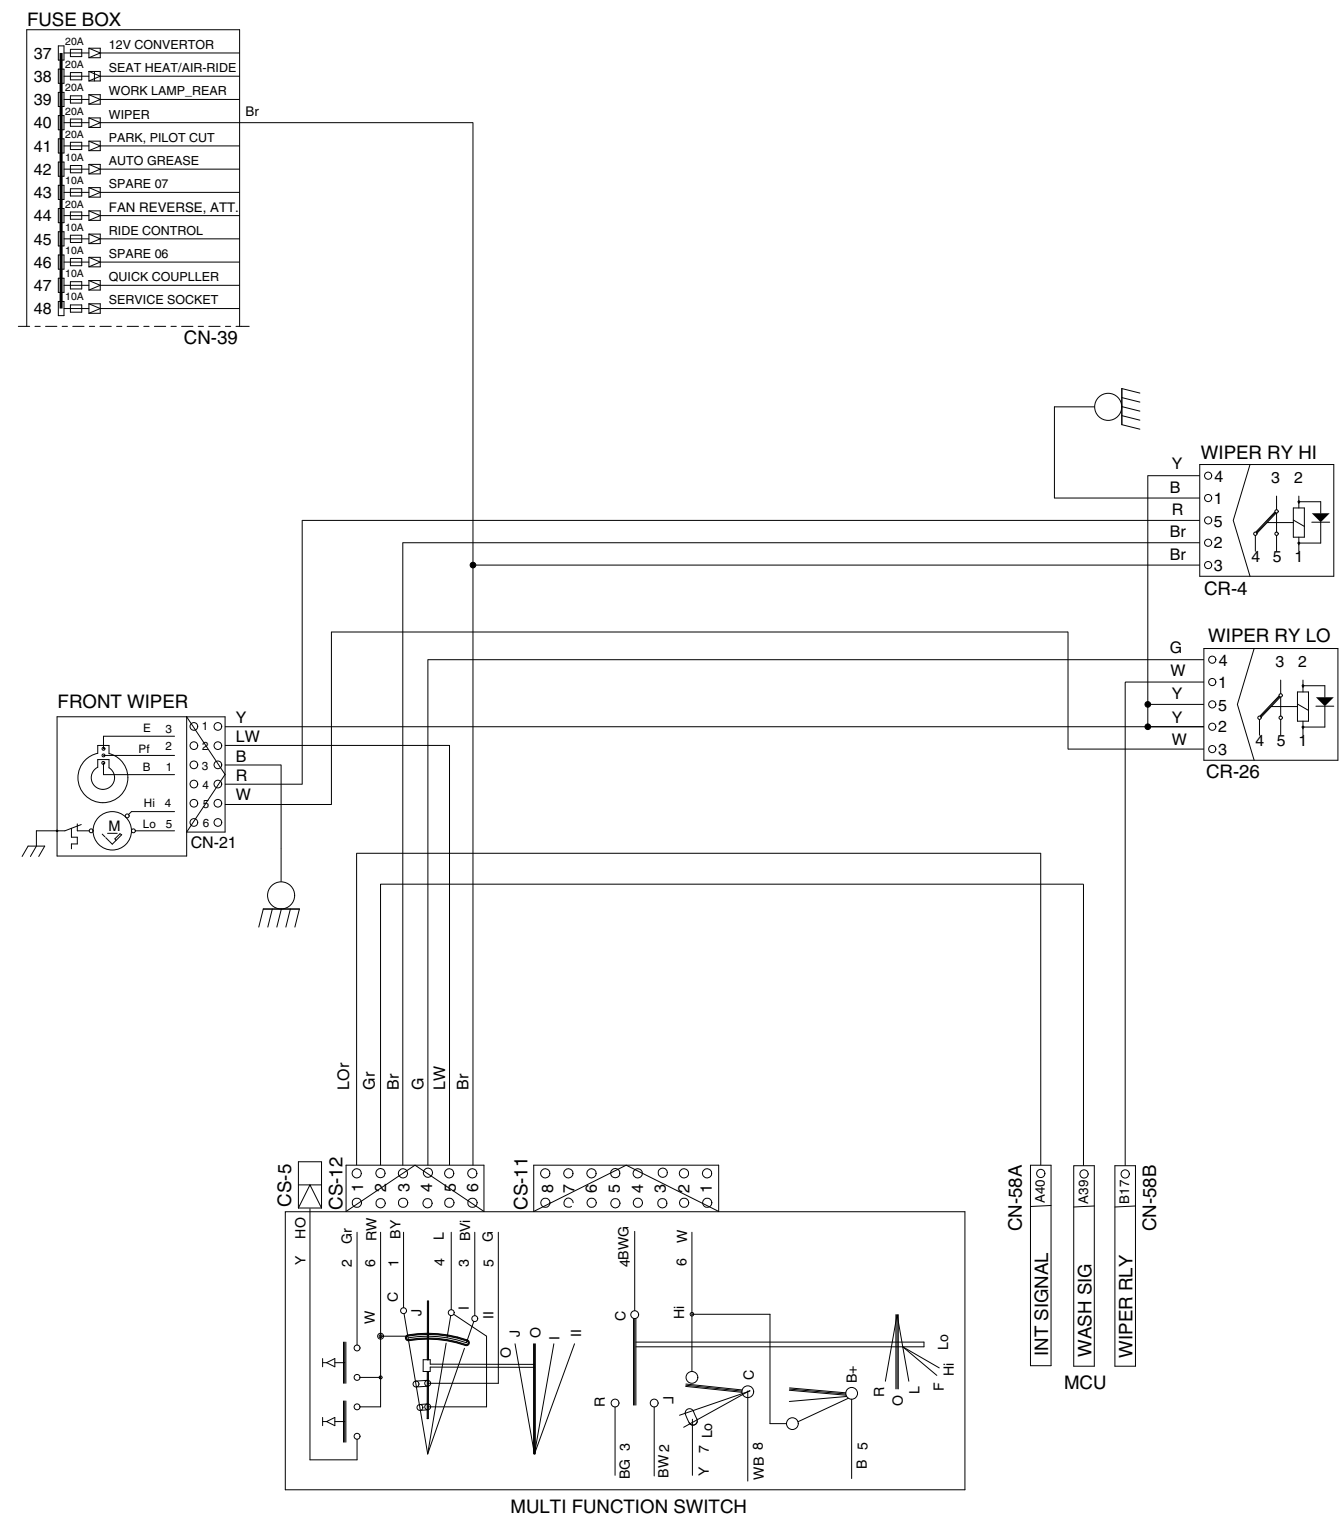 FUSE BOX
37 20A 12V CONVERTOR
38 20A SEAT HEAT/AIR-RIDE
39 20A WORK LAMP_REAR
40 20A WIPER Br
41 20A PARK, PILOT CUT
42 10A AUTO GREASE
43 10A SPARE 07
44 20A FAN REVERSE, ATT.
45 10A RIDE CONTROL
46 10A SPARE 06
47 10A QUICK COUPLLER
48 10A SERVICE SOCKET
CN-39
WIPER RY HI
Y 4 3 2
B 1
R 5
Br 2
Br 3
4 5 1
CR-4
WIPER RY LO
G 4 3 2
W 1
Y 5
Y 2
W 3
4 5 1
CR-26
FRONT WIPER
E 3 1 Y
Pf 2 2 LW
B 1 3 B
Hi 4 4 R
M Lo 5 5 W
6
CN-21
LOr Gr Br G LW Br
CS-5 CS-12 1 2 3 4 5 6
CS-11 8 7 6 5 4 3 2 1
CN-58A A40 A39 B17 CN-58B
INT SIGNAL
WASH SIG
WIPER RLY
MCU
Y HO
2 Gr
6 RW
1 BY
4 L
3 BVi
5 G
W C J I II
O J O I II
4BWG
6 W
C Hi
R L
BG 3
BW 2
Lo C
Y 7
WB 8
B+
B 5
R O L F Hi Lo
MULTI FUNCTION SWITCH